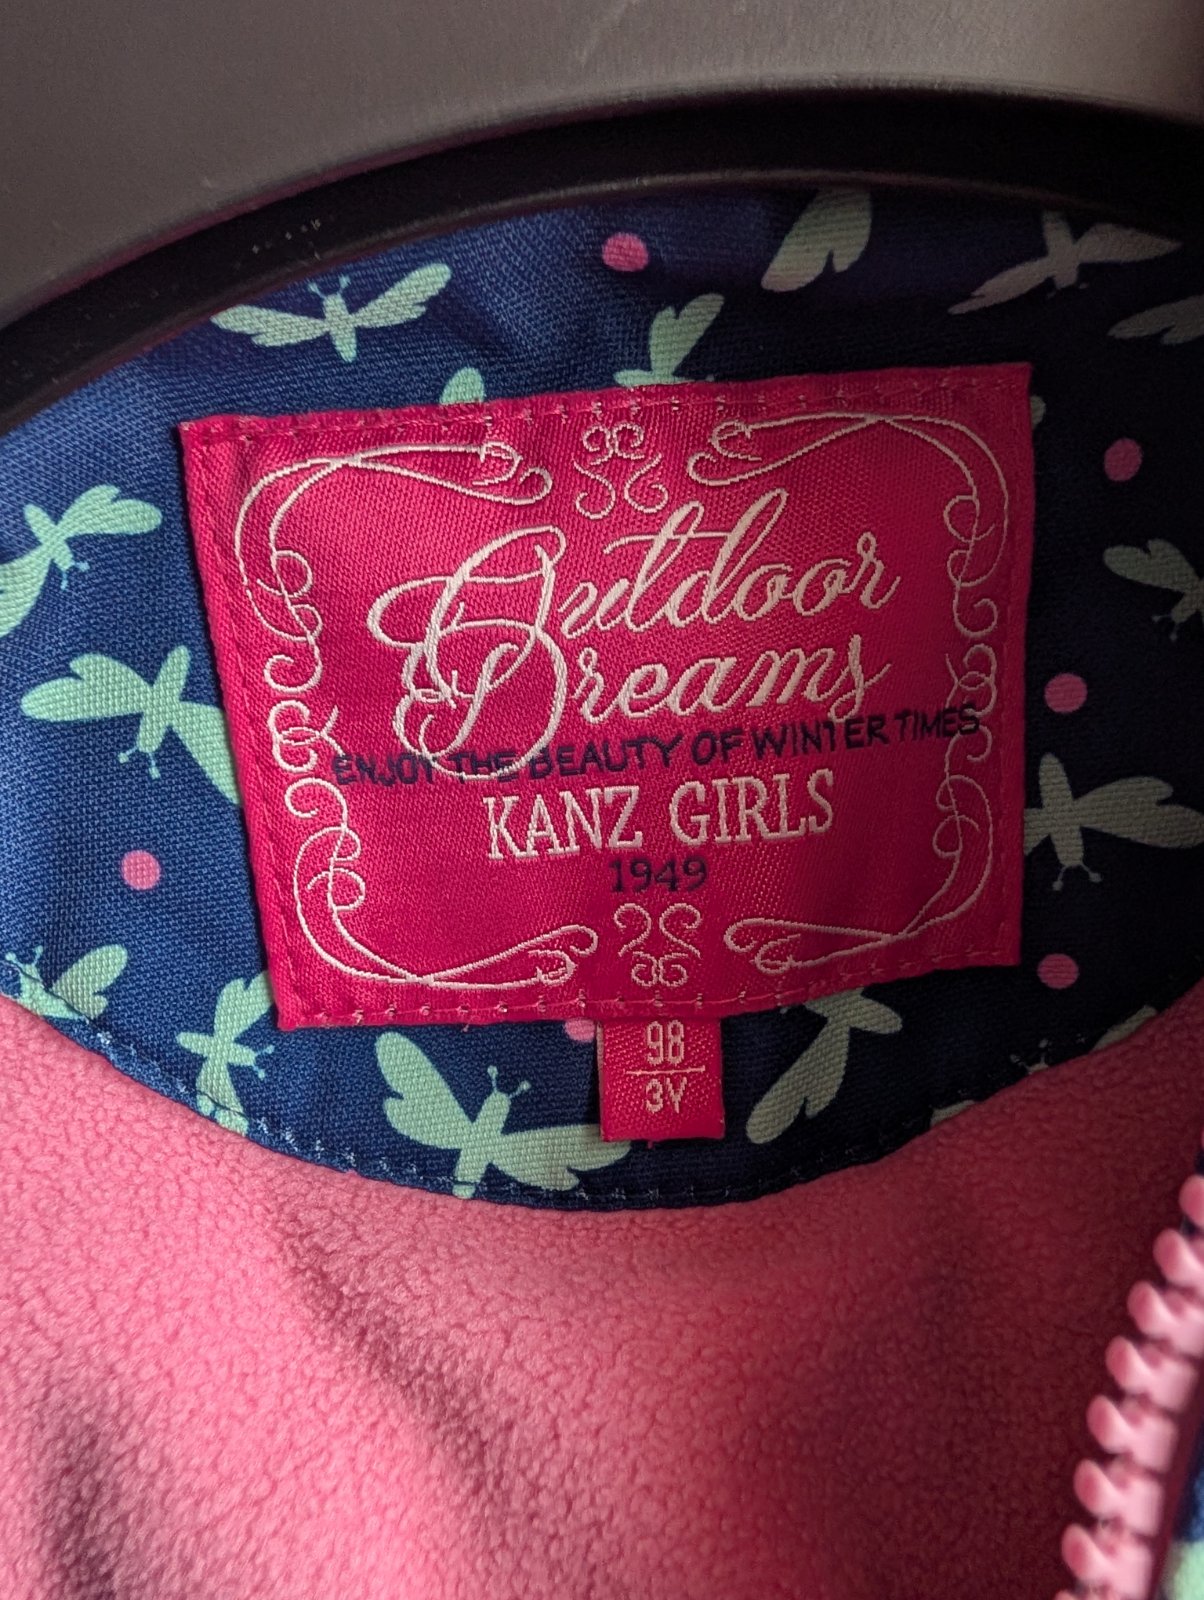 Outdoor
Dreams
ENJOY THE BEAUTY OF WINTER TIMES
KANZ GIRLS
1949
98
3Y